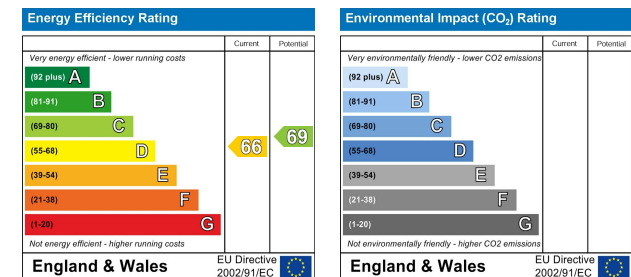 Energy Efficiency Rating
Current Potential
Very energy efficient - lower running costs
(92 plus) A
(81-91) B
(69-80) C
(55-68) D
(39-54) E
(21-38) F
(1-20) G
66
69
Not energy efficient - higher running costs
England & Wales
EU Directive
2002/91/EC
Environmental Impact (CO2) Rating
Current Potential
Very environmentally friendly - lower CO2 emissions
(92 plus) A
(81-91) B
(69-80) C
(55-68) D
(39-54) E
(21-38) F
(1-20) G
Not environmentally friendly - higher CO2 emissions
England & Wales
EU Directive
2002/91/EC